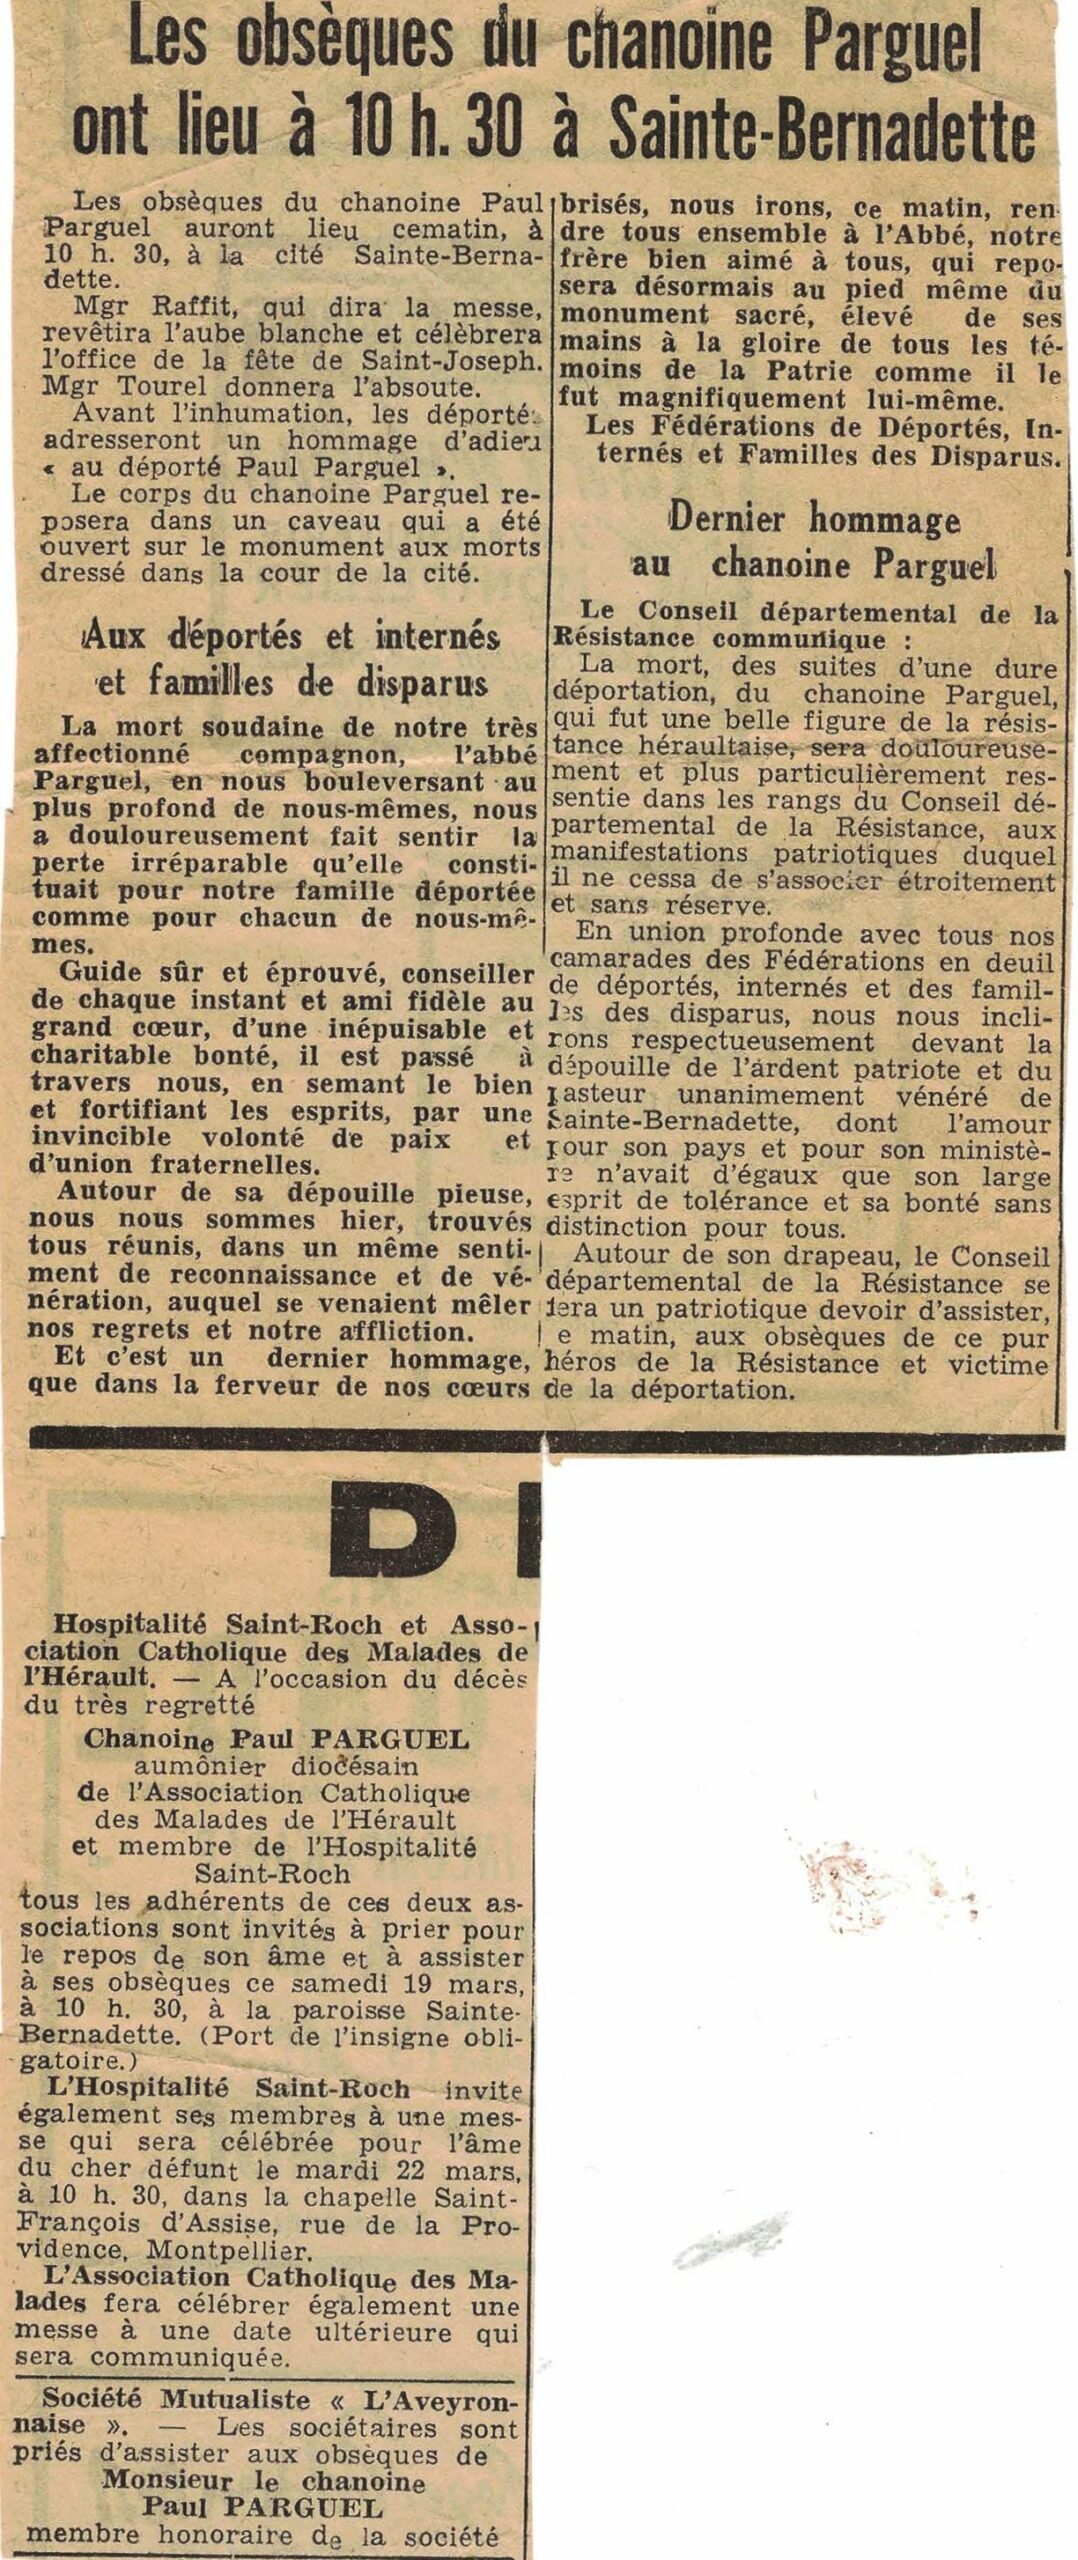 Les obsèques du chanoine Parguel
ont lieu à 10 h. 30 à Sainte-Bernadette
Les obsèques du chanoine Paul
Parguel auront lieu cematin, à
10 h. 30, à la cité Sainte-Berna-
dette.
Mgr Raffit, qui dira la messe,
revêtira l'aube blanche et célèbrera
l'office de la fête de Saint-Joseph.
Mgr Tourel donnera l'absoute.
Avant l'inhumation, les déporté
adresseront un hommage d'adieu
« au déporté Paul Parguel ».
Le corps du chanoine Parguel re-
posera dans un caveau qui a été
ouvert sur le monument aux morts
dressé dans la cour de la cité.
Aux déportés et internés
et familles de disparus
La mort soudaine de notre très
affectionné compagnon, l'abbé
Parguel, en nous bouleversant au
plus profond de nous-mêmes, nous
a douloureusement fait sentir la
perte irréparable qu'elle consti-
tuait pour notre famille déportée
comme pour chacun de nous-mê-
mes.
Guide sûr et éprouvé, conseiller
de chaque instant et ami fidèle au
grand cœur, d'une inépuisable et
charitable bonté, il est passé à
travers nous, en semant le bien
et fortifiant les esprits, par une
invincible volonté de paix et
d'union fraternelles.
Autour de sa dépouille pieuse,
nous nous sommes hier, trouvés
tous réunis, dans un même senti-
ment de reconnaissance et de vé-
nération, auquel se venaient mêler
nos regrets et notre affliction.
Et c'est un dernier hommage,
que dans la ferveur de nos cœurs
brisés, nous irons, ce matin, ren
dre tous ensemble à l'Abbé, notre
frère bien aimé à tous, qui repo-
sera désormais au pied même du
monument sacré, élevé de ses
mains à la gloire de tous les té-
moins de la Patrie comme il le
fut magnifiquement lui-même.
Les Fédérations de Déportés, In-
ternés et Familles des Disparus.
Dernier hommage
au chanoine Parguel
Le Conseil départemental de la
Résistance communique :
La mort, des suites d'une dure
déportation, du chanoine Parguel,
qui fut une belle figure de la résis-
tance héraultaise, sera douloureuse-
ment et plus particulièrement res-
sentie dans les rangs du Conseil dé-
partemental de la Résistance, aux
manifestations patriotiques duquel
il ne cessa de s'associer étroitement
et sans réserve.
En union profonde avec tous nos
camarades des Fédérations en deuil
de déportés, internés et des famil-
les des disparus, nous nous incli-
rons respectueusement devant la
dépouille de l'ardent patriote et du
pasteur unanimement vénéré de
Sainte-Bernadette, dont l'amour
pour son pays et pour son ministè-
re n'avait d'égaux que son large
esprit de tolérance et sa bonté sans
distinction pour tous.
Autour de son drapeau, le Conseil
départemental de la Résistance se
fera un patriotique devoir d'assister,
e matin, aux obsèques de ce pur
héros de la Résistance et victime
de la déportation.
D
Hospitalité Saint-Roch et Asso-
ciation Catholique des Malades de
l'Hérault. — A l'occasion du décès
du très regretté
Chanoine Paul PARGUEL
aumônier diocésain
de l'Association Catholique
des Malades de l'Hérault
et membre de l'Hospitalité
Saint-Roch
tous les adhérents de ces deux as-
sociations sont invités à prier pour
le repos de son âme et à assister
à ses obsèques ce samedi 19 mars,
à 10 h. 30, à la paroisse Sainte-
Bernadette. (Port de l'insigne obli-
gatoire.)
L'Hospitalité Saint-Roch invite
également ses membres à une mes-
se qui sera célébrée pour l'âme
du cher défunt le mardi 22 mars,
à 10 h. 30, dans la chapelle Saint-
François d'Assise, rue de la Pro-
vidence, Montpellier.
L'Association Catholique des Ma-
lades fera célébrer également une
messe à une date ultérieure qui
sera communiquée.
Société Mutualiste « L'Aveyron-
naise ». — Les sociétaires sont
priés d'assister aux obsèques de
Monsieur le chanoine
Paul PARGUEL
membre honoraire de la société